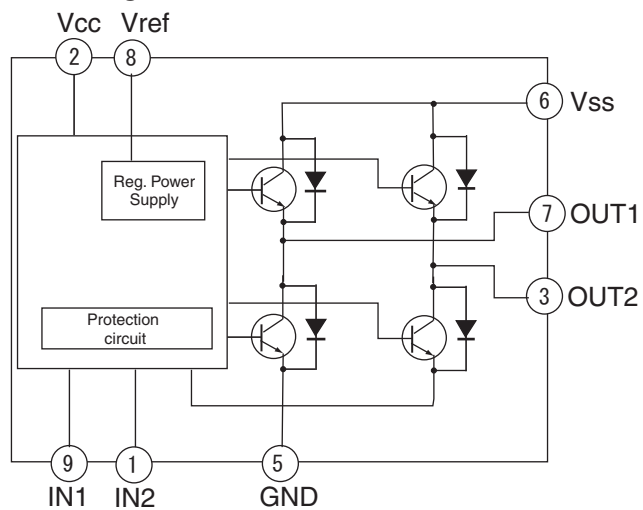 Vcc Vref
2 8
6 Vss
Reg. Power
Supply
7 OUT1
3 OUT2
Protection
circuit
9 1 5
IN1 IN2 GND